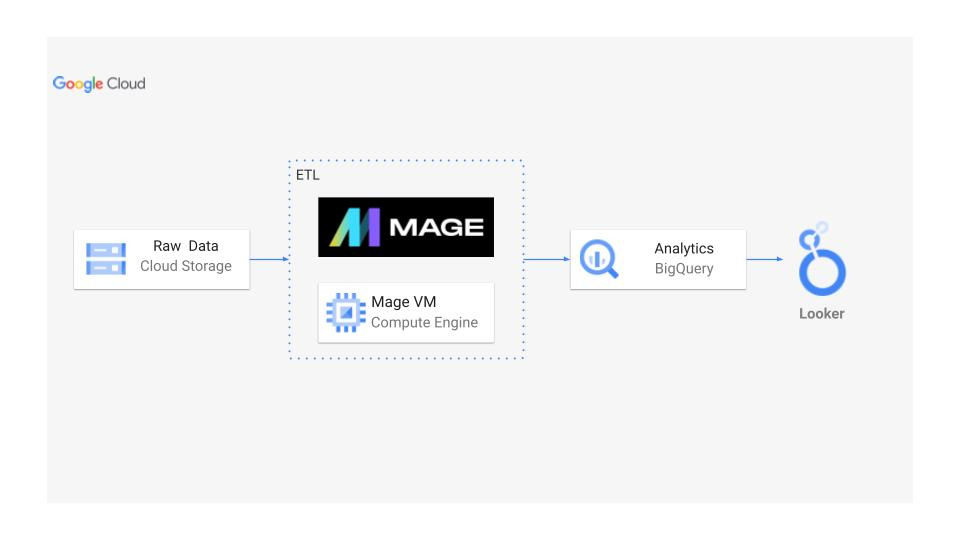 Google Cloud
ETL
MAGE
Raw Data
Cloud Storage
Mage VM
Compute Engine
Analytics
BigQuery
Looker